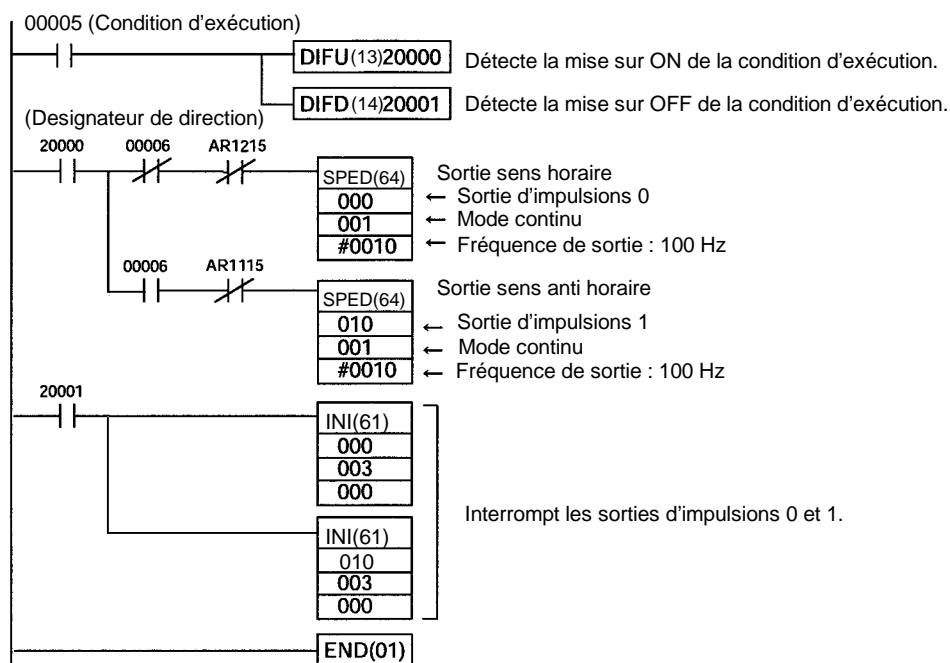 00005 (Condition d'exécution)
DIFU(13)20000 Détecte la mise sur ON de la condition d'exécution.
DIFD(14)20001 Détecte la mise sur OFF de la condition d'exécution.
(Designateur de direction)
20000 00006 AR1215
SPED(64) Sortie sens horaire
000 ← Sortie d'impulsions 0
001 ← Mode continu
#0010 ← Fréquence de sortie : 100 Hz
00006 AR1115
SPED(64) Sortie sens anti horaire
010 ← Sortie d'impulsions 1
001 ← Mode continu
#0010 ← Fréquence de sortie : 100 Hz
20001
INI(61)
000
003
000
Interrompt les sorties d'impulsions 0 et 1.
INI(61)
010
003
000
END(01)